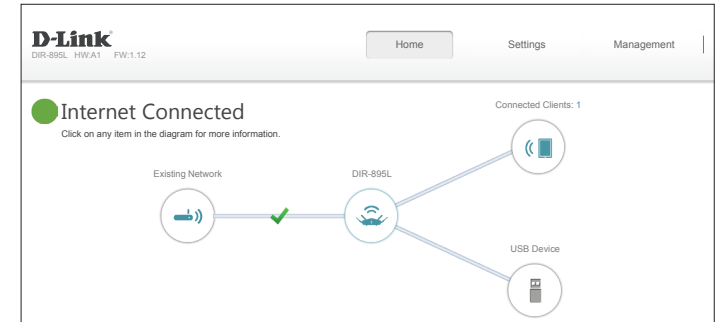 D-Link
DIR-895L HW:A1 FW:1.12
Home
Settings
Management
Internet Connected
Click on any item in the diagram for more information.
Connected Clients: 1
Existing Network
DIR-895L
USB Device